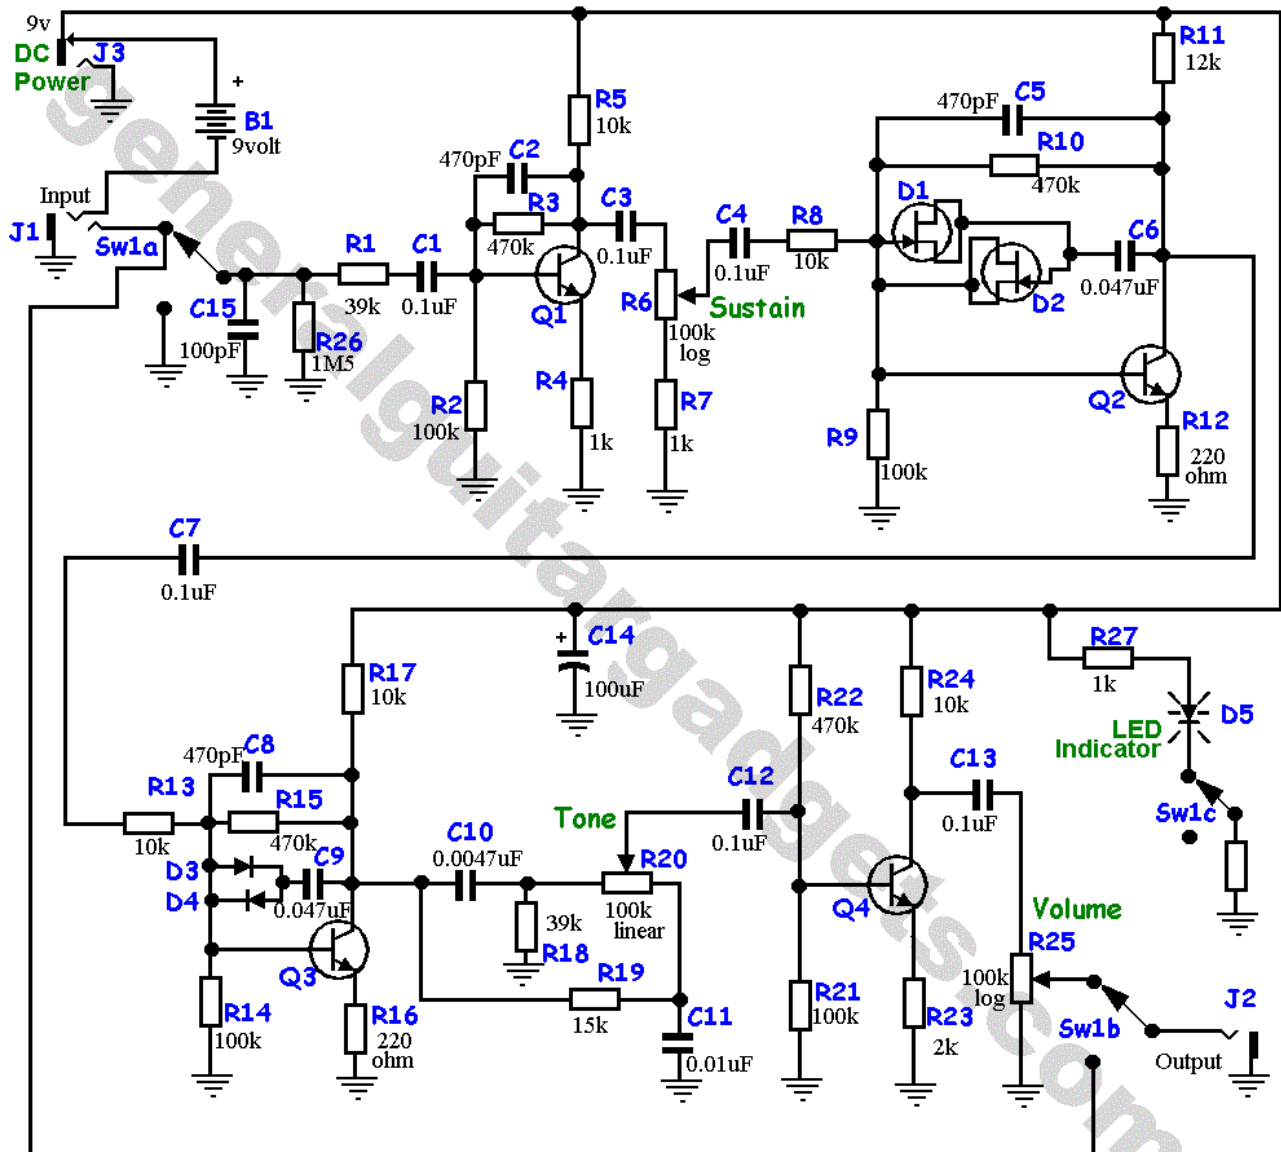 9v
DC
Power
J3
+
B1
9volt
Input
J1
Sw1a
C15
100pF
R26
1M5
R1
39k
C1
0.1uF
470pF
C2
R3
470k
R5
10k
C3
0.1uF
Q1
R2
100k
R4
1k
R6
100k
log
R7
1k
Sustain
C4
0.1uF
R8
10k
470pF
C5
R10
470k
R11
12k
D1
D2
C6
0.047uF
Q2
R9
100k
R12
220
ohm
C7
0.1uF
R17
10k
+
C14
100uF
R22
470k
R24
10k
R27
1k
LED
Indicator
D5
470pF
C8
R13
10k
R15
470k
D3
D4
C9
0.047uF
Q3
R14
100k
R16
220
ohm
C10
0.0047uF
39k
R18
Tone
R20
100k
linear
R19
15k
C11
0.01uF
C12
0.1uF
R21
100k
Q4
R23
2k
C13
0.1uF
Sw1c
Volume
R25
100k
log
Sw1b
J2
Output
generalguitargadgets.com